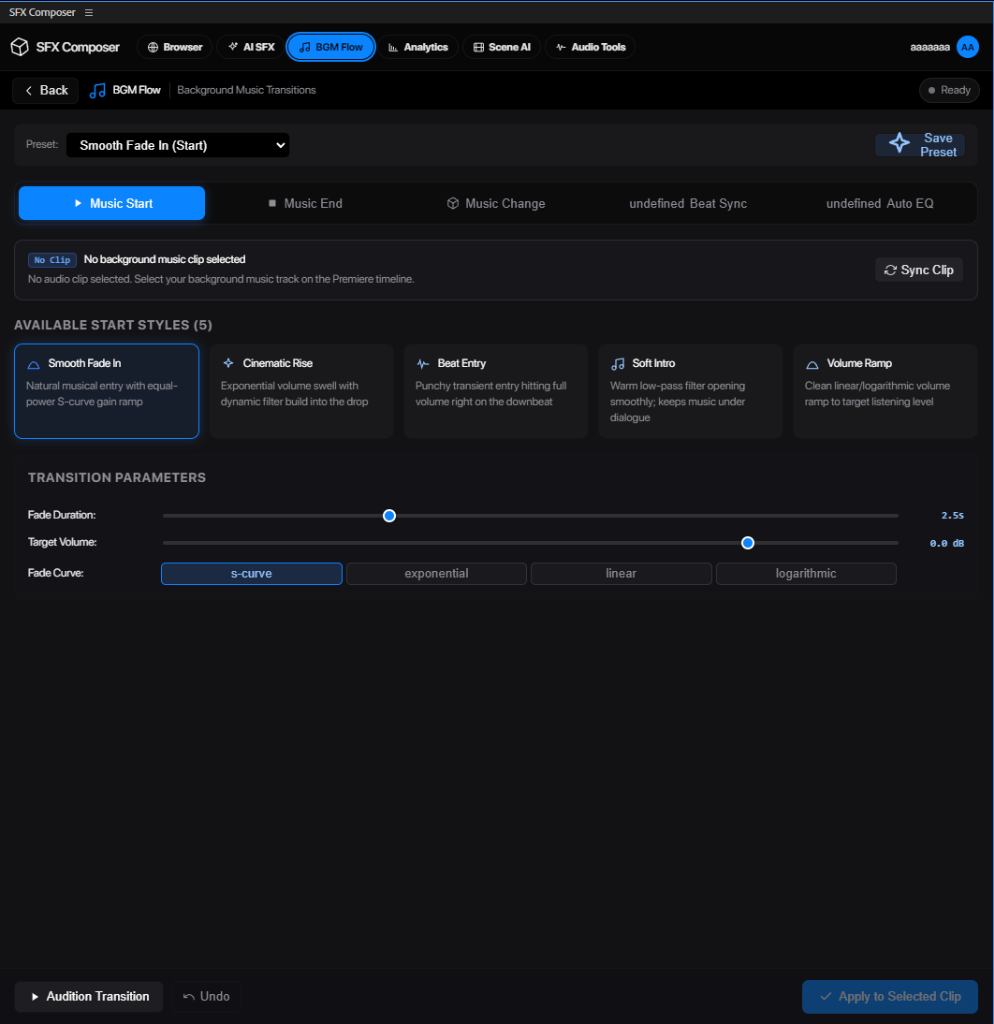 SFX Composer
SFX Composer Browser AI SFX BGM Flow Analytics Scene AI Audio Tools aaaaaaa AA
Back BGM Flow Background Music Transitions Ready
Preset: Smooth Fade In (Start) Save Preset
Music Start Music End Music Change undefined Beat Sync undefined Auto EQ
No Clip No background music clip selected
No audio clip selected. Select your background music track on the Premiere timeline.
Sync Clip
AVAILABLE START STYLES (5)
Smooth Fade In
Natural musical entry with equal-
power S-curve gain ramp
Cinematic Rise
Exponential volume swell with
dynamic filter build into the drop
Beat Entry
Punchy transient entry hitting full
volume right on the downbeat
Soft Intro
Warm low-pass filter opening
smoothly; keeps music under
dialogue
Volume Ramp
Clean linear/logarithmic volume
ramp to target listening level
TRANSITION PARAMETERS
Fade Duration: 2.5s
Target Volume: 0.0 dB
Fade Curve: s-curve exponential linear logarithmic
Audition Transition Undo Apply to Selected Clip